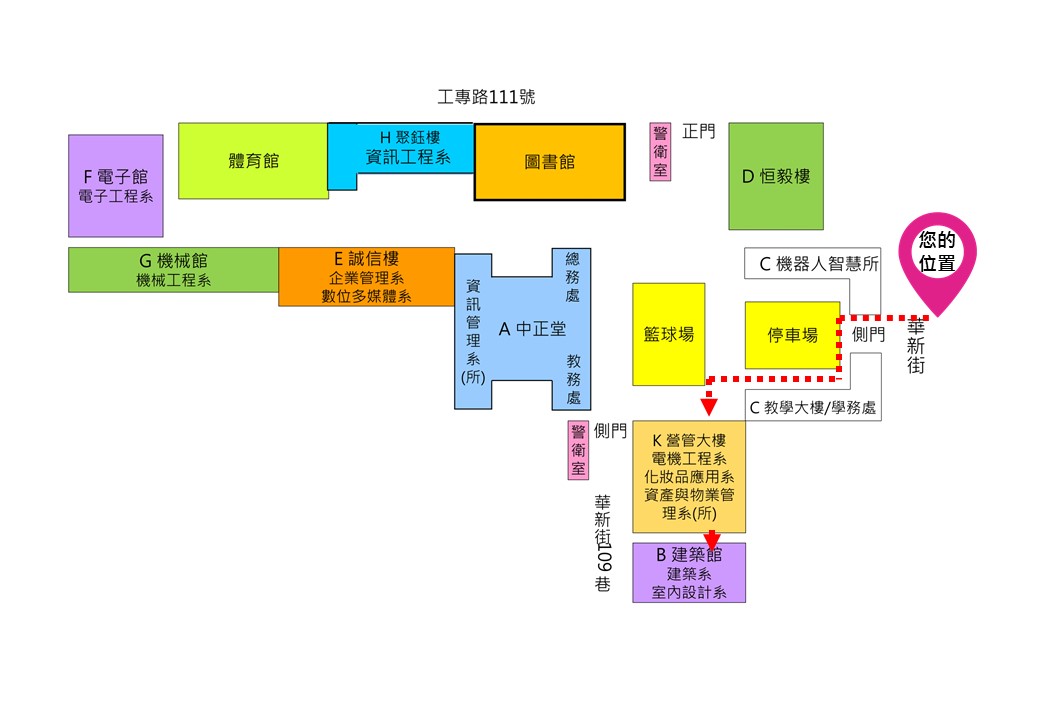 工專路111號
F 電子館
電子工程系
體育館
H 聚鈺樓
資訊工程系
圖書館
警衛室
正門
D 恒毅樓
G 機械館
機械工程系
E 誠信樓
企業管理系
數位多媒體系
資訊管理系(所)
A 中正堂
總務處
教務處
籃球場
C 機器人智慧所
停車場
側門
您的
位置
華新街
C 教學大樓/學務處
警衛室
側門
華新街109巷
K 營管大樓
電機工程系
化妝品應用系
資產與物業管
理系(所)
B 建築館
建築系
室內設計系